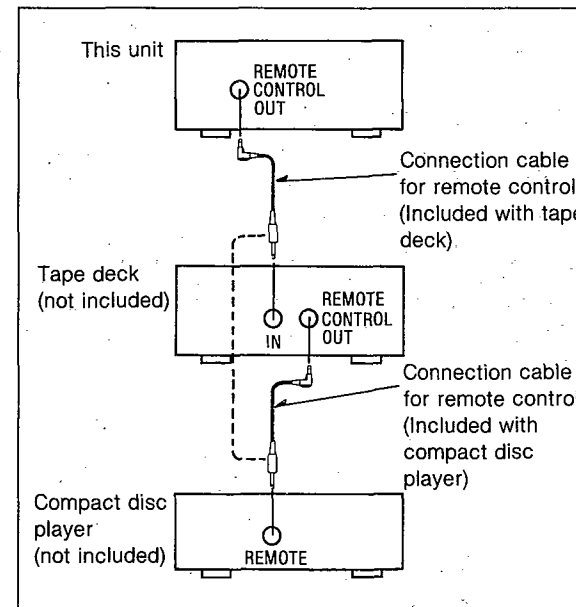 This unit
REMOTE
CONTROL
OUT
Connection cable
for remote control
(Included with tape
deck)
Tape deck
(not included)
IN
REMOTE
CONTROL
OUT
Connection cable
for remote contro
(Included with
compact disc
player)
Compact disc
player
(not included)
REMOTE